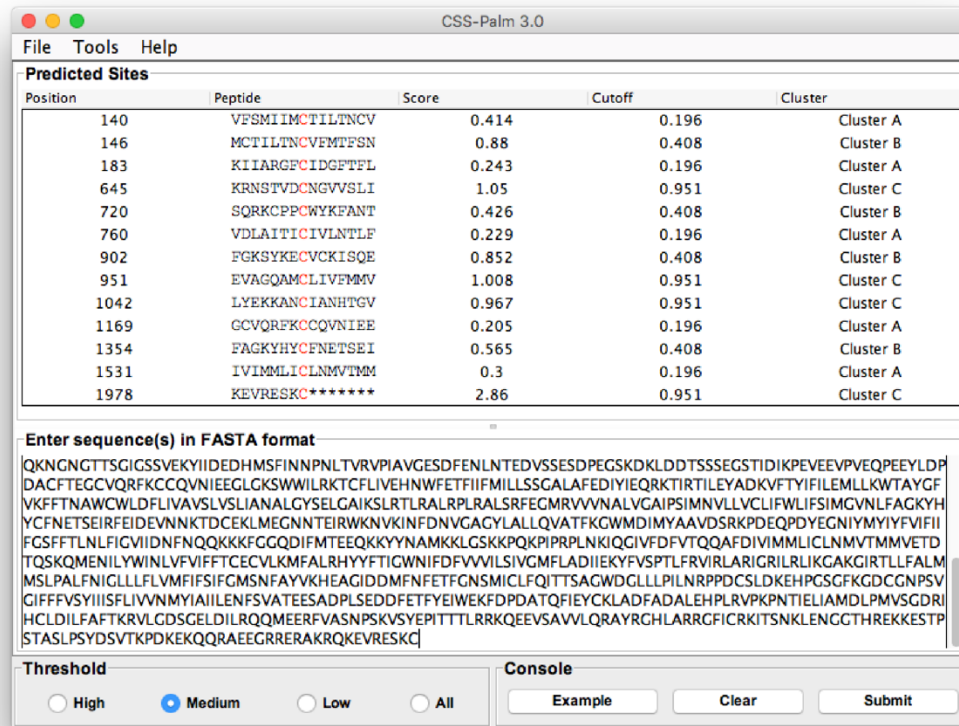 CSS-Palm 3.0
File Tools Help
Predicted Sites
Position Peptide Score Cutoff Cluster
140 VFSMIIMCTILTNCV 0.414 0.196 Cluster A
146 MCTILTNCVFMTFSN 0.88 0.408 Cluster B
183 KIIARGFCIDGFTFL 0.243 0.196 Cluster A
645 KRNSTVDCNGVVSLI 1.05 0.951 Cluster C
720 SQRKCPPCWYKFANT 0.426 0.408 Cluster B
760 VDLAITICIVLNTLF 0.229 0.196 Cluster A
902 FGKSYKECVCKISQE 0.852 0.408 Cluster B
951 EVAGQAMCLIVFMMV 1.008 0.951 Cluster C
1042 LYEKKANCIANHTGV 0.967 0.951 Cluster C
1169 GCVQRFKCCQVNIEE 0.205 0.196 Cluster A
1354 FAGKYHYCFNETSEI 0.565 0.408 Cluster B
1531 IVIMMLICLNMVTMM 0.3 0.196 Cluster A
1978 KEVRESKC******* 2.86 0.951 Cluster C
Enter sequence(s) in FASTA format
QKNGNGTTSGIGSSVEKYIIDEDHMSFINNPNLTVRVPIAVGESDFENLNTEDVSSESDPEGSKDKLDDTSSSEGSTIDIKPEVEEVPVEQPEEYLDP
DACFTEGCVQRFKCCQVNIEEGLGKSWWILRKTCFLIVEHNWFETFIIFMILLSSGALAFEDIYIEQRKTIRTILEYADKVFTYIFILEMLLKWTAYGF
VKFFTNAWCWLDFLIVAVSLVSLIANALGYSELGAIKSLRTLRALRPLRALSRFEGMRVVVNALVGAIPSIMNVLLVCLIFWLIFSIMGVNLFAGKYH
YCFNETSEIRFEIDEVNNKTDCEKLMEGNNTEIRWKNVKINFDNVGAGYLALLQVATFKGWMDIMYAAVDSRKPDEQPDYEGNIYMYIYFVIFII
FGSFFTLNLFIGVIIDNFNQQKKKFGGQDIFMTEEQKKYYNAMKKLGSKKPQKPIPRPLNKIQGIVFDFVTQQAFDIVIMMLICLNMVTMMVETD
TQSKQMENILYWINLVFVIFFTCECVLKMFALRHYYFTIGWNIFDFVVVILSIVGMFLADIIEKYFVSPTLFRVIRLARIGRILRLIKGAKGIRTLLFALM
MSLPALFNIGLLLFLVMFIFSIFGMSNFAYVKHEAGIDDMFNFETFGNSMICLFQITTSAGWDGLLLPILNRPPDCSLDKEHPGSGFKGDCGNPSV
GIFFFVSYIIISFLIVVNMYIAIILENFSVATEESADPLSEDDFETFYEIWEKFDPDATQFIEYCKLADFADALEHPLRVPKPNTIELIAMDLPMVSGDRI
HCLDILFAFTKRVLGDSGELDILRQQMEERFVASNPSKVSYEPITTTLRRKQEEVSAVVLQRAYRGHLARRGFICRKITSNKLENGGTHREKKESTP
STASLPSYDSVTKPDKEKQQRAEEGRRERAKRQKEVRESKC
Threshold
High Medium Low All
Console
Example Clear Submit